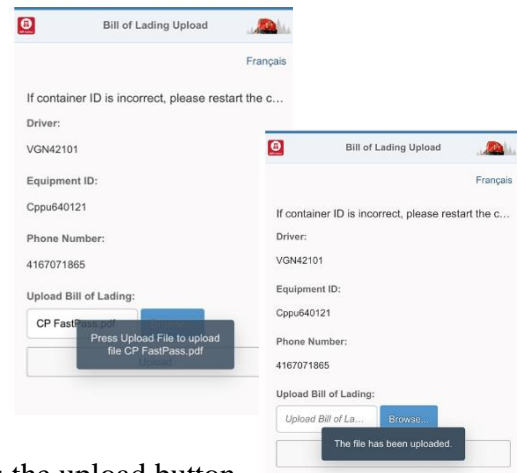 Bill of Lading Upload
Français
If container ID is incorrect, please restart the c…
Driver:
VGN42101
Equipment ID:
Cppu640121
Phone Number:
4167071865
Upload Bill of Lading:
CP FastPass.pdf
Press Upload File to upload
file CP FastPass.pdf
Upload
Bill of Lading Upload
Français
If container ID is incorrect, please restart the c…
Driver:
VGN42101
Equipment ID:
Cppu640121
Phone Number:
4167071865
Upload Bill of Lading:
Upload Bill of La… Browse...
The file has been uploaded.
the upload button